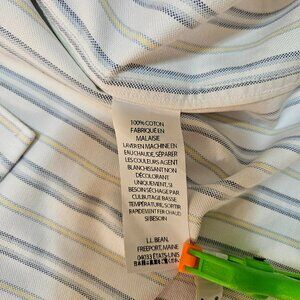 100% COTON
FABRIQUÉ EN
MALAISIE
LAVER EN MACHINE EN
EAU CHAUDE, SÉPARER
LES COULEURS AGENT
BLANCHISSANT NON
DÉCOLORANT
UNIQUEMENT, SI
BESOIN SÉCHAGE PAR
CULBUTAGE BASSE
TEMPÉRATURE, SORTIR
RAPIDEMENT FER CHAUD
SI BESOIN
L.L. BEAN,
FREEPORT, MAINE
04033 ÉTATS-UNIS